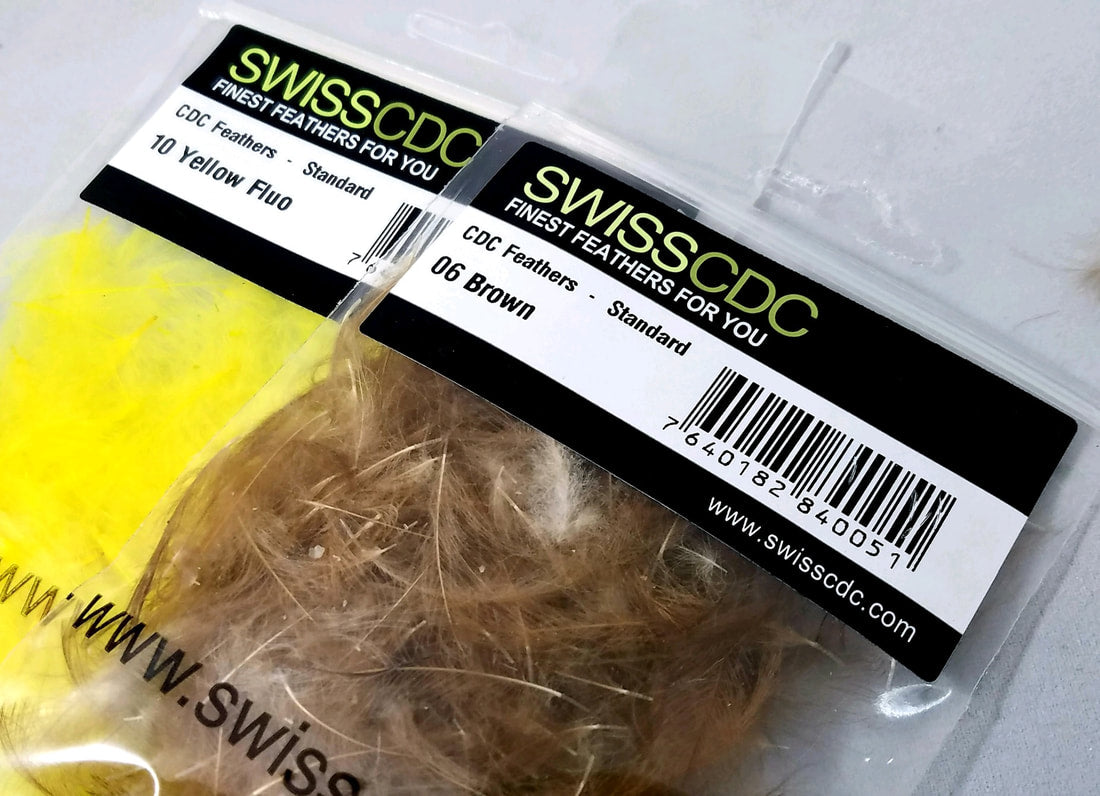 SWISSCDC
FINEST FEATHERS FOR YOU
CDC Feathers - Standard
10 Yellow Fluo
7
SWISSCDC
FINEST FEATHERS FOR YOU
CDC Feathers - Standard
06 Brown
7640182840051
www.swisscdc.com
www.swiss